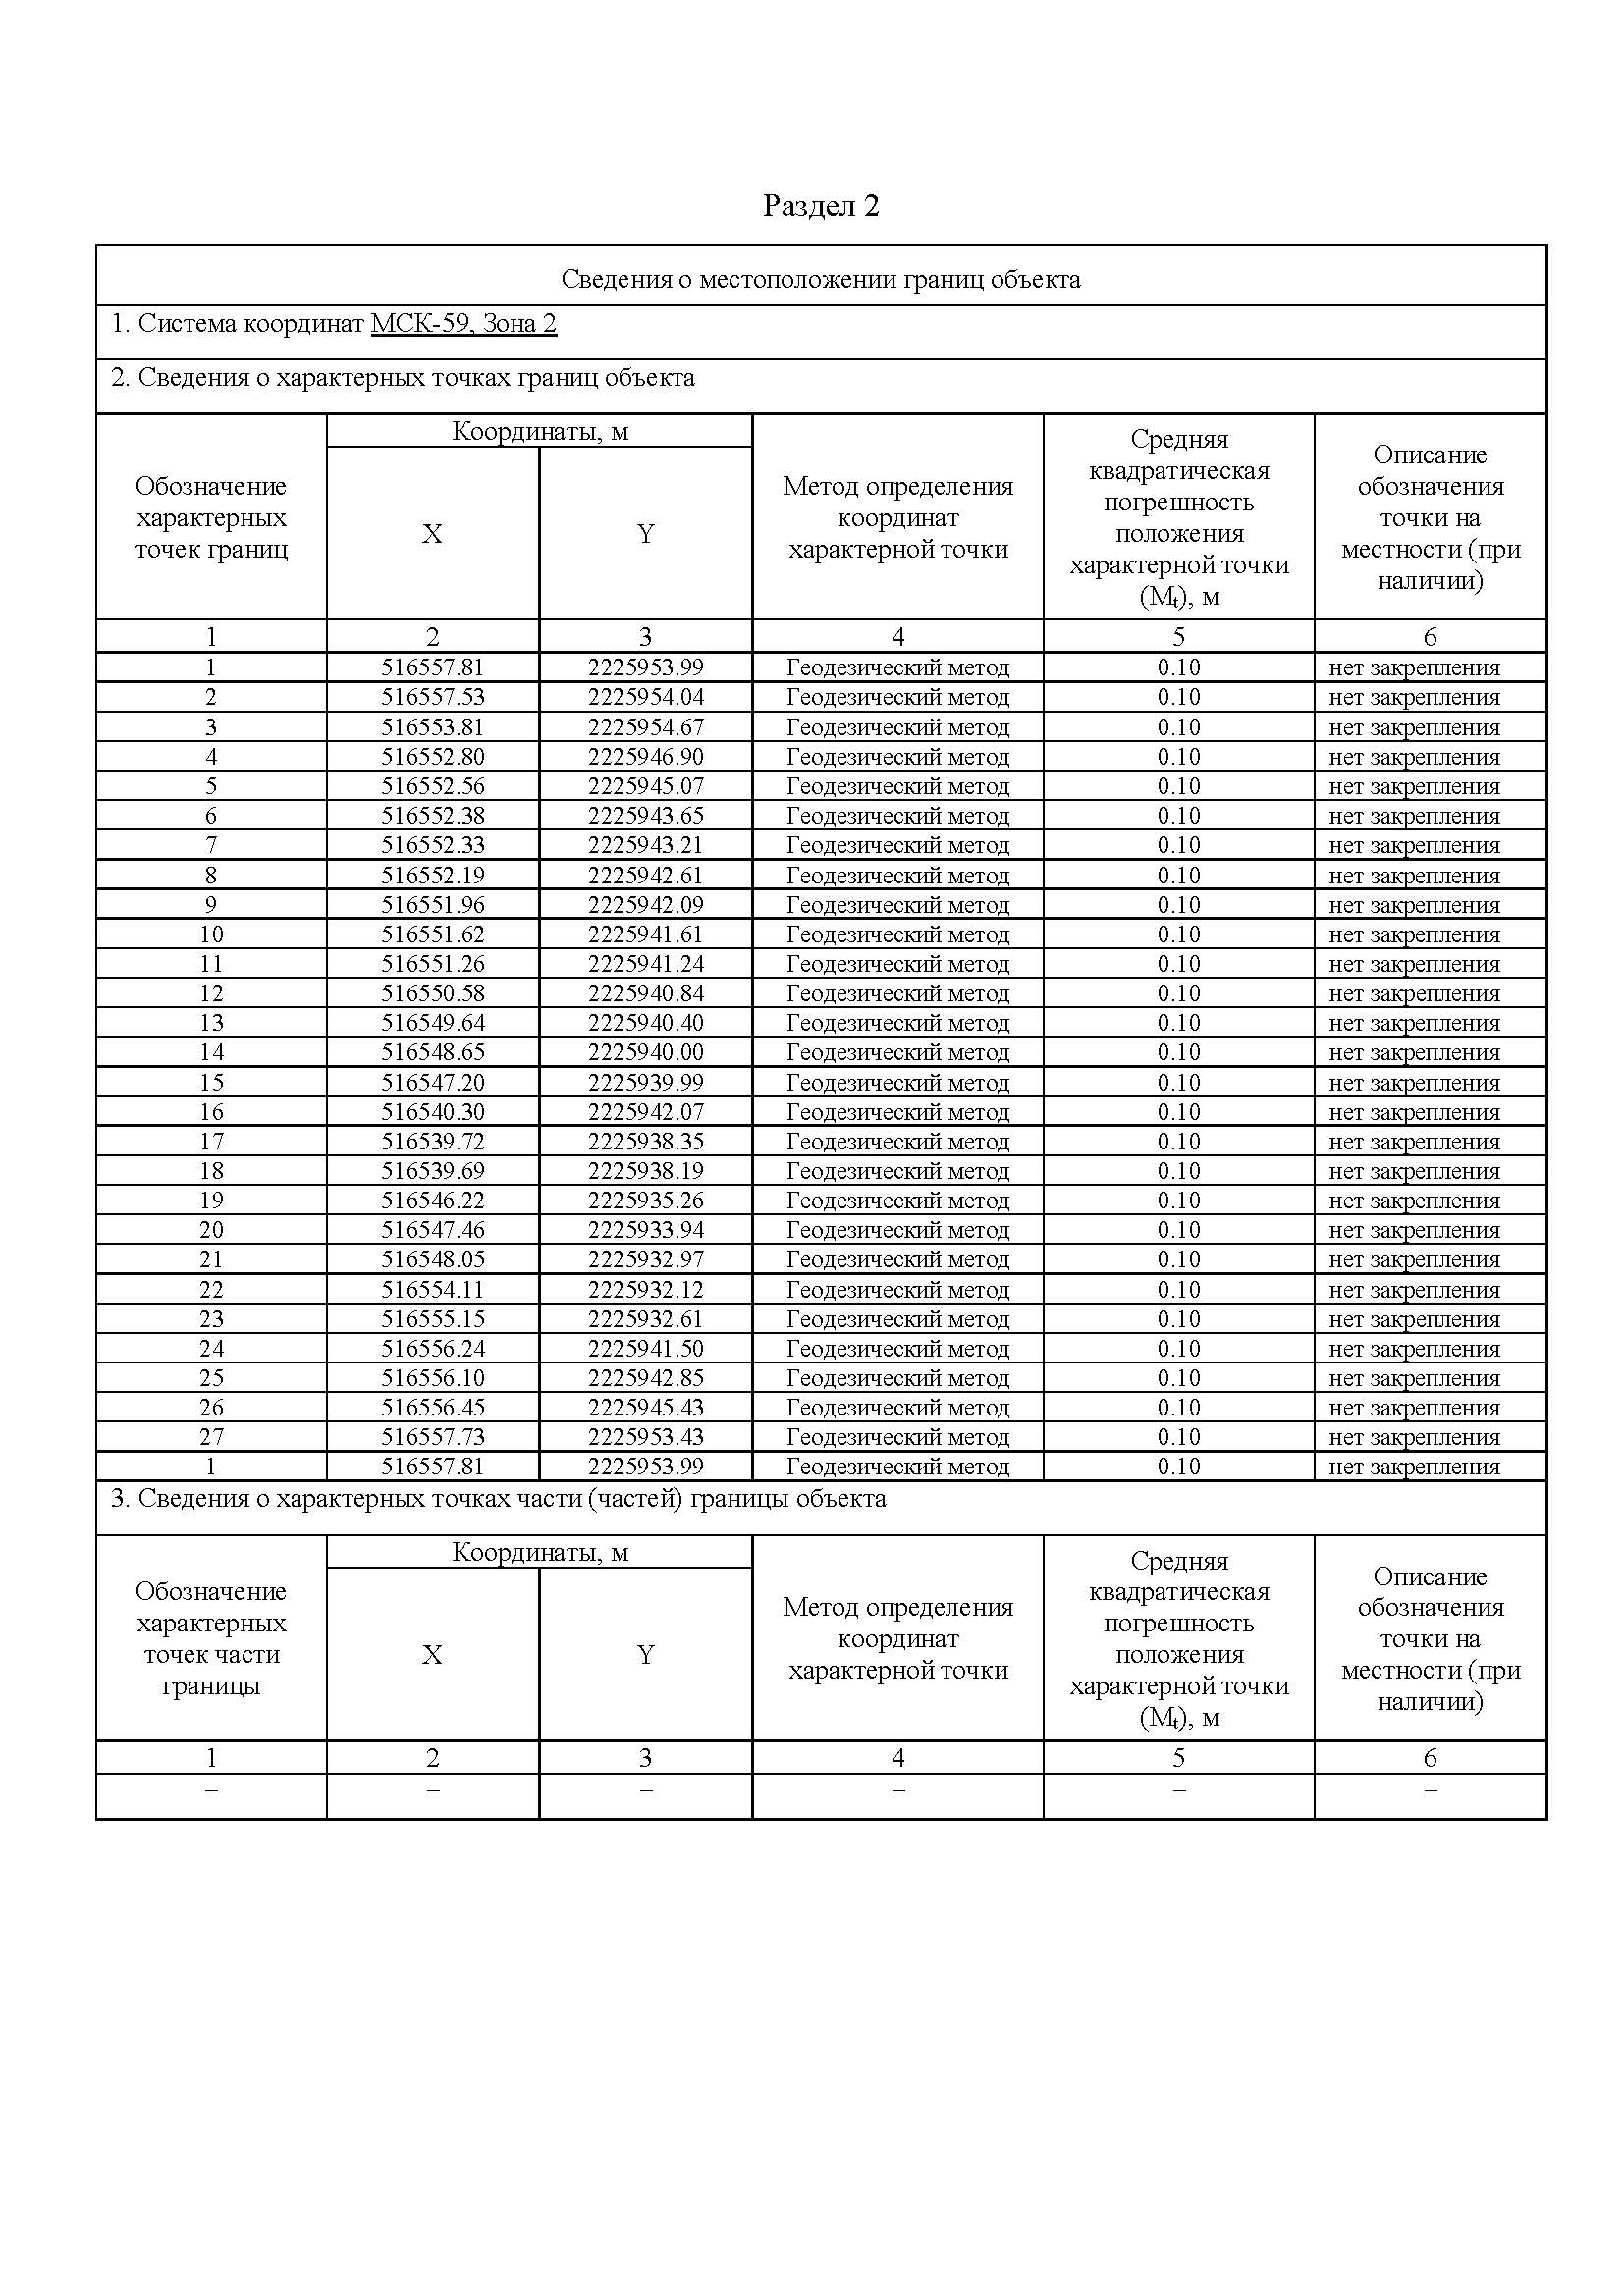 Раздел 2
Сведения о местоположении границ объекта
1. Система координат МСК-59, Зона 2
2. Сведения о характерных точках границ объекта
Обозначение
характерных
точек границ
Координаты, м
X
Y
Метод определения
координат
характерной точки
Средняя
квадратическая
погрешность
положения
характерной точки
(Mt), м
Описание
обозначения
точки на
местности (при
наличии)
1 2 3 4 5 6
1 516557.81 2225953.99 Геодезический метод 0.10 нет закрепления
2 516557.53 2225954.04 Геодезический метод 0.10 нет закрепления
3 516553.81 2225954.67 Геодезический метод 0.10 нет закрепления
4 516552.80 2225946.90 Геодезический метод 0.10 нет закрепления
5 516552.56 2225945.07 Геодезический метод 0.10 нет закрепления
6 516552.38 2225943.65 Геодезический метод 0.10 нет закрепления
7 516552.33 2225943.21 Геодезический метод 0.10 нет закрепления
8 516552.19 2225942.61 Геодезический метод 0.10 нет закрепления
9 516551.96 2225942.09 Геодезический метод 0.10 нет закрепления
10 516551.62 2225941.61 Геодезический метод 0.10 нет закрепления
11 516551.26 2225941.24 Геодезический метод 0.10 нет закрепления
12 516550.58 2225940.84 Геодезический метод 0.10 нет закрепления
13 516549.64 2225940.40 Геодезический метод 0.10 нет закрепления
14 516548.65 2225940.00 Геодезический метод 0.10 нет закрепления
15 516547.20 2225939.99 Геодезический метод 0.10 нет закрепления
16 516540.30 2225942.07 Геодезический метод 0.10 нет закрепления
17 516539.72 2225938.35 Геодезический метод 0.10 нет закрепления
18 516539.69 2225938.19 Геодезический метод 0.10 нет закрепления
19 516546.22 2225935.26 Геодезический метод 0.10 нет закрепления
20 516547.46 2225933.94 Геодезический метод 0.10 нет закрепления
21 516548.05 2225932.97 Геодезический метод 0.10 нет закрепления
22 516554.11 2225932.12 Геодезический метод 0.10 нет закрепления
23 516555.15 2225932.61 Геодезический метод 0.10 нет закрепления
24 516556.24 2225941.50 Геодезический метод 0.10 нет закрепления
25 516556.10 2225942.85 Геодезический метод 0.10 нет закрепления
26 516556.45 2225945.43 Геодезический метод 0.10 нет закрепления
27 516557.73 2225953.43 Геодезический метод 0.10 нет закрепления
1 516557.81 2225953.99 Геодезический метод 0.10 нет закрепления
3. Сведения о характерных точках части (частей) границы объекта
Обозначение
характерных
точек части
границы
Координаты, м
X
Y
Метод определения
координат
характерной точки
Средняя
квадратическая
погрешность
положения
характерной точки
(Mt), м
Описание
обозначения
точки на
местности (при
наличии)
1 2 3 4 5 6
– – – – – –